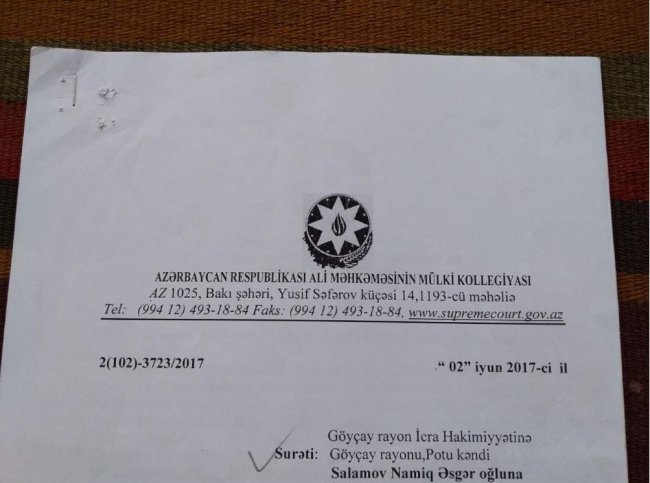 AZƏRBAYCAN RESPUBLİKASI ALİ MƏHKƏMƏSİNİN MÜLKİ KOLLEGİYASI
AZ 1025, Bakı şəhəri, Yusif Səfərov küçəsi 14,1193-cü məhəliə
Tel: (994 12) 493-18-84 Faks: (994 12) 493-18-84, www.supremecourt.gov.az
2(102)-3723/2017
“ 02” iyun 2017-ci il
Göyçay rayon İcra Hakimiyyətinə
Surəti: Göyçay rayonu,Potu kəndi
Salamov Namiq Əsgər oğluna